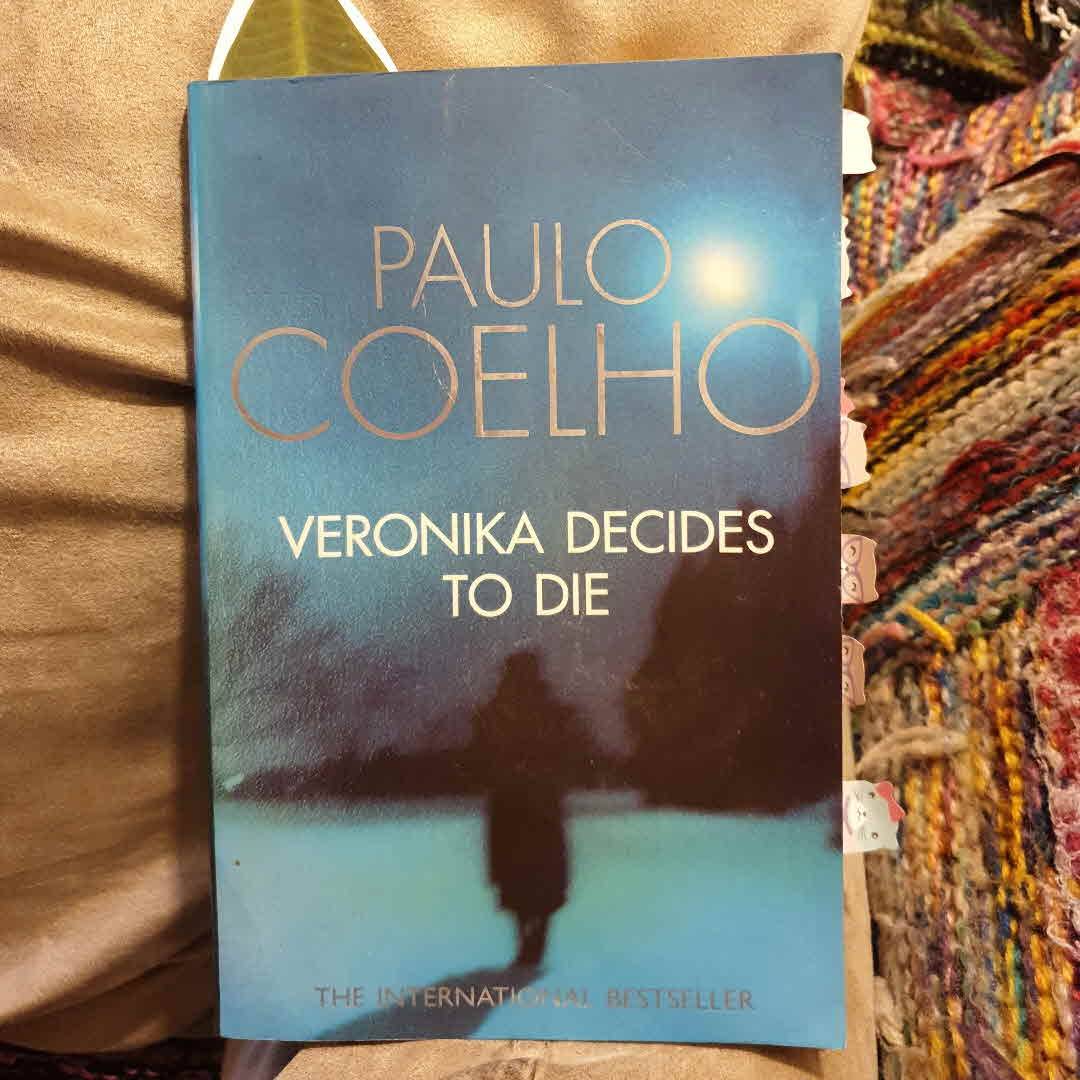 PAULO
COELHO
VERONIKA DECIDES
TO DIE
THE INTERNATIONAL BESTSELLER